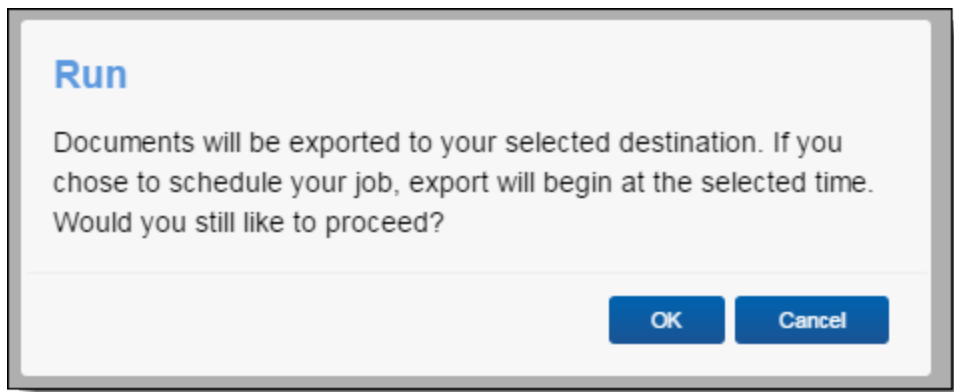 Run
Documents will be exported to your selected destination. If you
chose to schedule your job, export will begin at the selected time.
Would you still like to proceed?
OK
Cancel